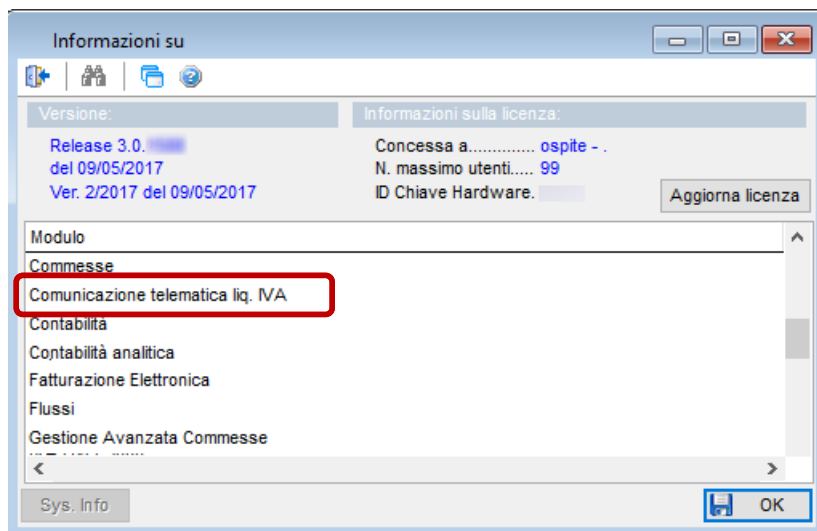 Informazioni su
Versione:
Informazioni sulla licenza:
Release 3.0.
Concessa a.............. ospite - .
del 09/05/2017
N. massimo utenti..... 99
Ver. 2/2017 del 09/05/2017
ID Chiave Hardware.
Aggiorna licenza
Modulo
Commesse
Comunicazione telematica liq. IVA
Contabilità
Contabilità analitica
Fatturazione Elettronica
Flussi
Gestione Avanzata Commesse
Sys. Info
OK